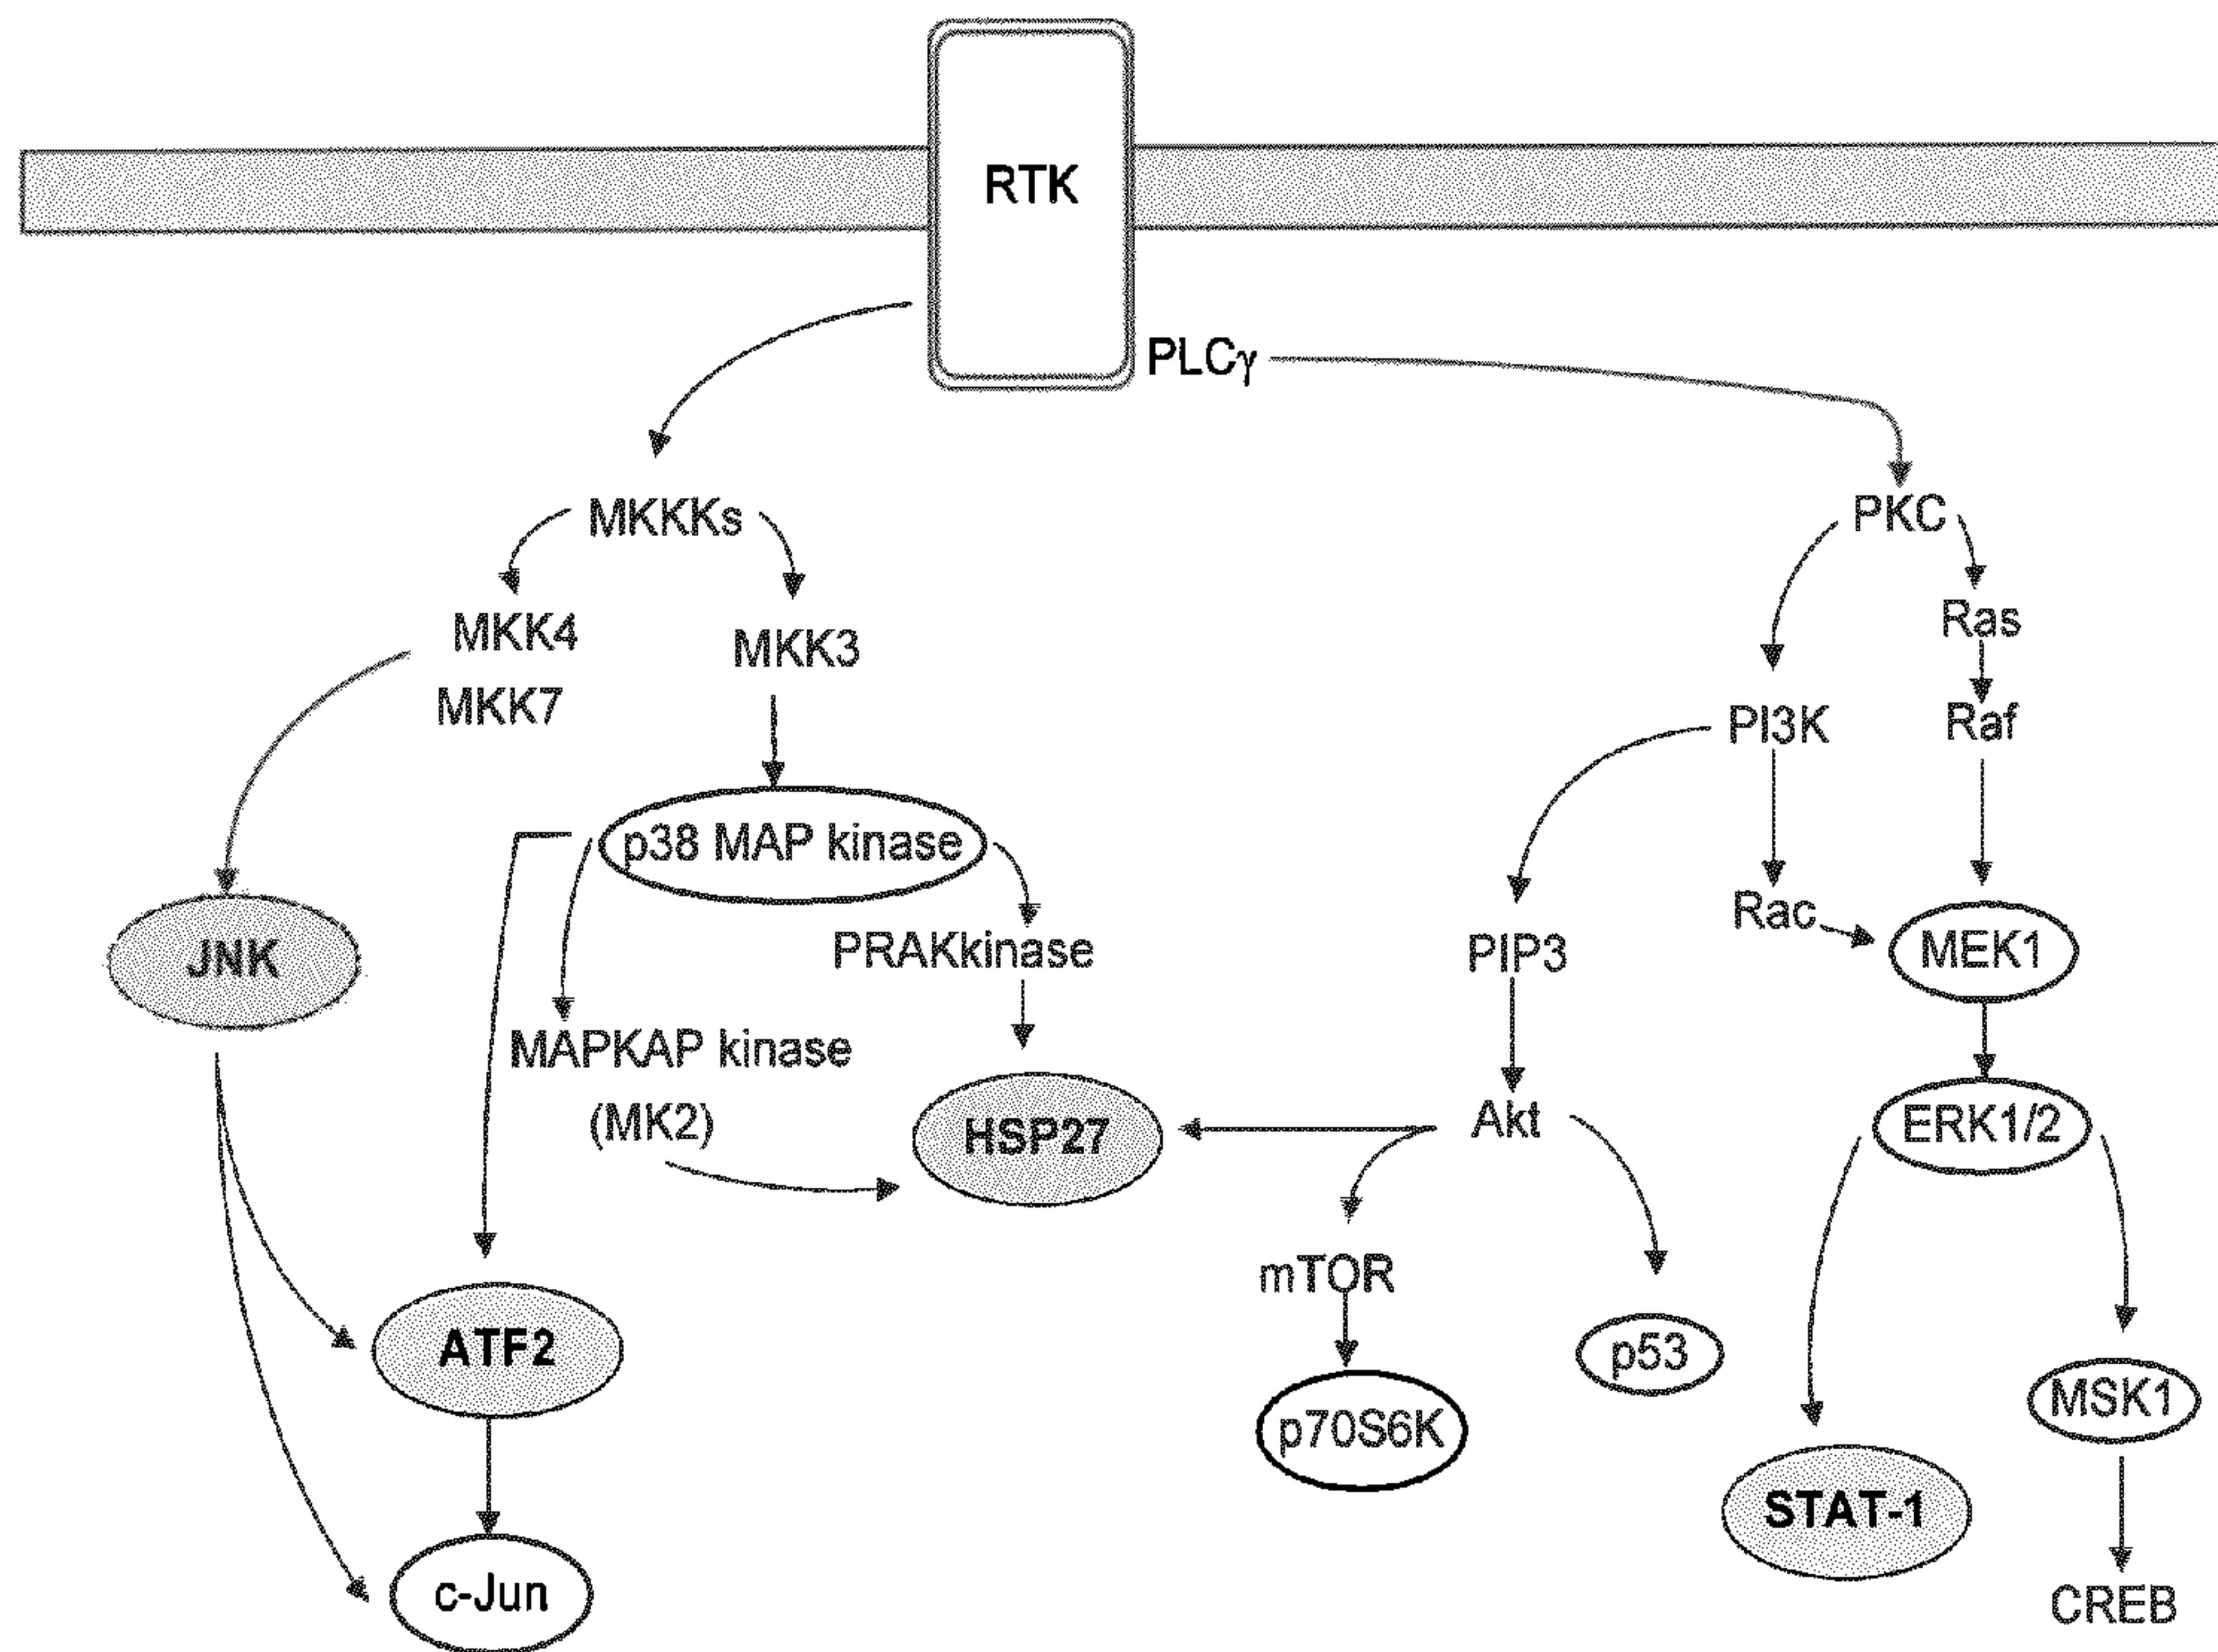 RTK
PLCγ
MKKKs
PKC
MKK4
MKK7
MKK3
Ras
Raf
PI3K
p38 MAP kinase
Rac
JNK
PRAKkinase
PIP3
MEK1
MAPKAP kinase
(MK2)
HSP27
Akt
ERK1/2
mTOR
ATF2
p53
p70S6K
MSK1
STAT-1
c-Jun
CREB